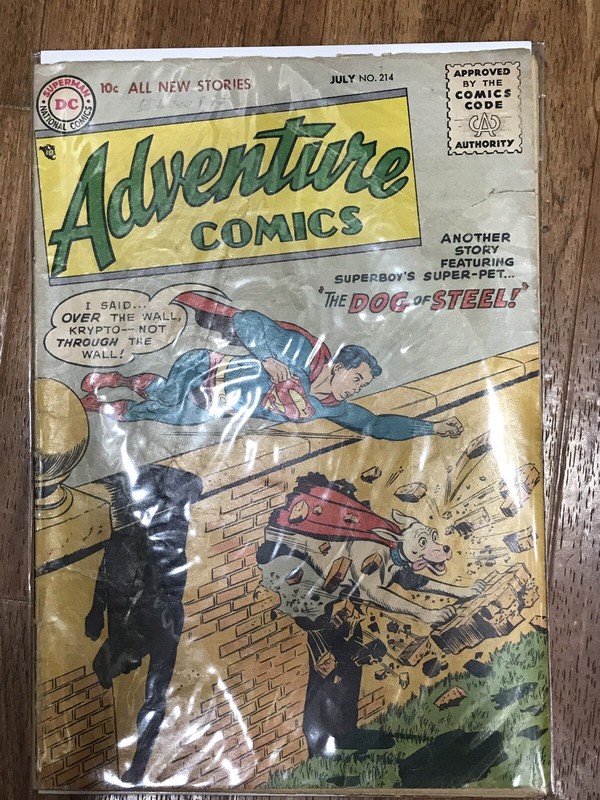 SUPERMAN
DC
NATIONAL COMICS
10¢ ALL NEW STORIES
JULY NO. 214
APPROVED
BY THE
COMICS
CODE
CA
AUTHORITY
Adventure
COMICS
ANOTHER
STORY
FEATURING
SUPERBOY'S SUPER-PET...
"THE DOG OF STEEL!"
I SAID...
OVER THE WALL,
KRYPTO--NOT
THROUGH THE
WALL!
S